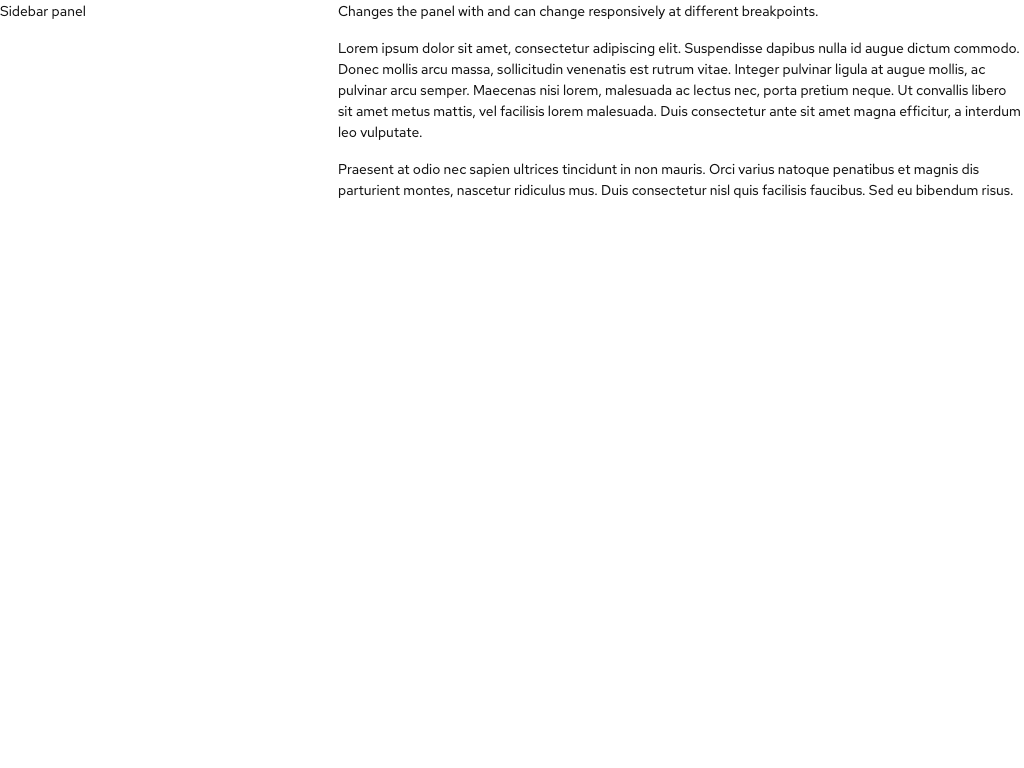 Sidebar panel
Changes the panel with and can change responsively at different breakpoints.
Lorem ipsum dolor sit amet, consectetur adipiscing elit. Suspendisse dapibus nulla id augue dictum commodo.
Donec mollis arcu massa, sollicitudin venenatis est rutrum vitae. Integer pulvinar ligula at augue mollis, ac
pulvinar arcu semper. Maecenas nisi lorem, malesuada ac lectus nec, porta pretium neque. Ut convallis libero
sit amet metus mattis, vel facilisis lorem malesuada. Duis consectetur ante sit amet magna efficitur, a interdum
leo vulputate.
Praesent at odio nec sapien ultrices tincidunt in non mauris. Orci varius natoque penatibus et magnis dis
parturient montes, nascetur ridiculus mus. Duis consectetur nisl quis facilisis faucibus. Sed eu bibendum risus.